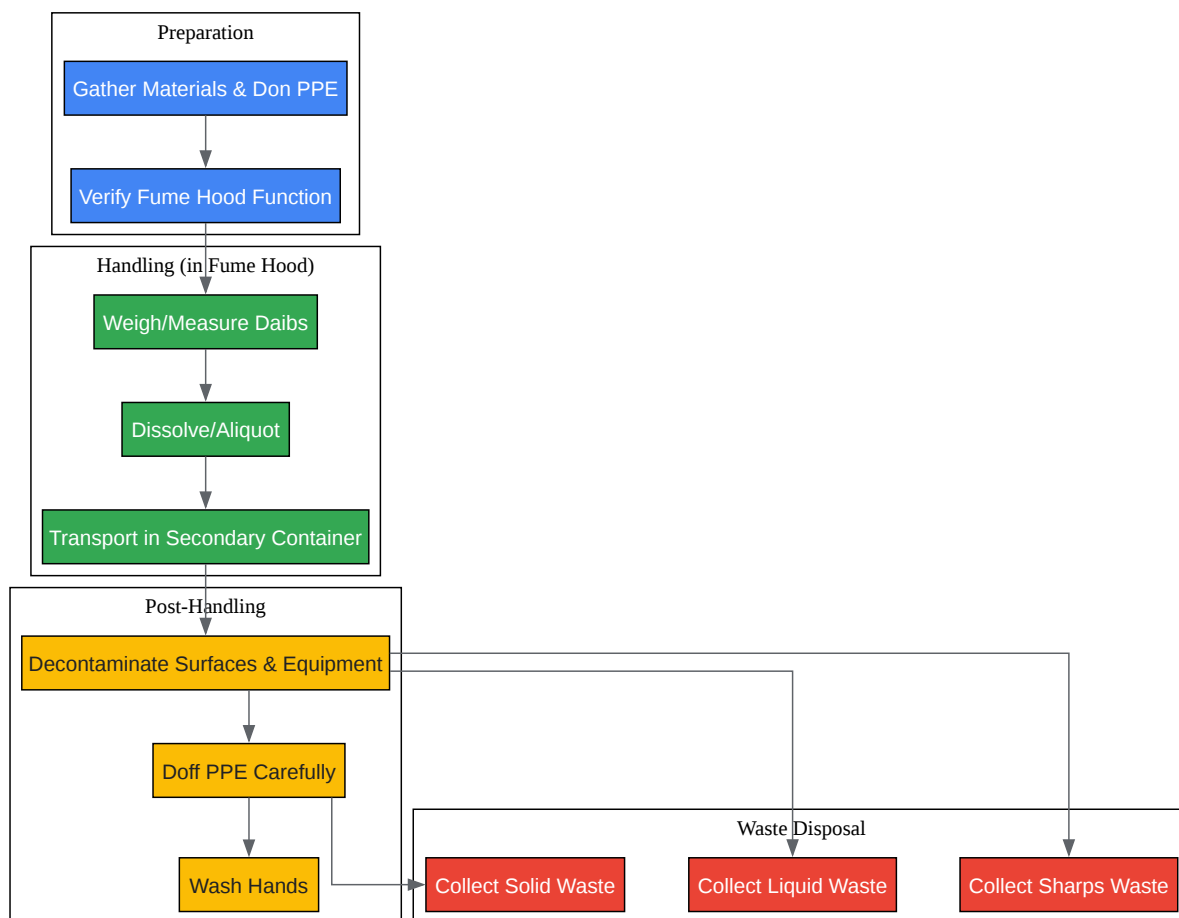 Preparation
Gather Materials & Don PPE
Verify Fume Hood Function
Handling (in Fume Hood)
Weigh/Measure Daibs
Dissolve/Aliquot
Transport in Secondary Container
Post-Handling
Decontaminate Surfaces & Equipment
Doff PPE Carefully
Wash Hands
Waste Disposal
Collect Solid Waste
Collect Liquid Waste
Collect Sharps Waste